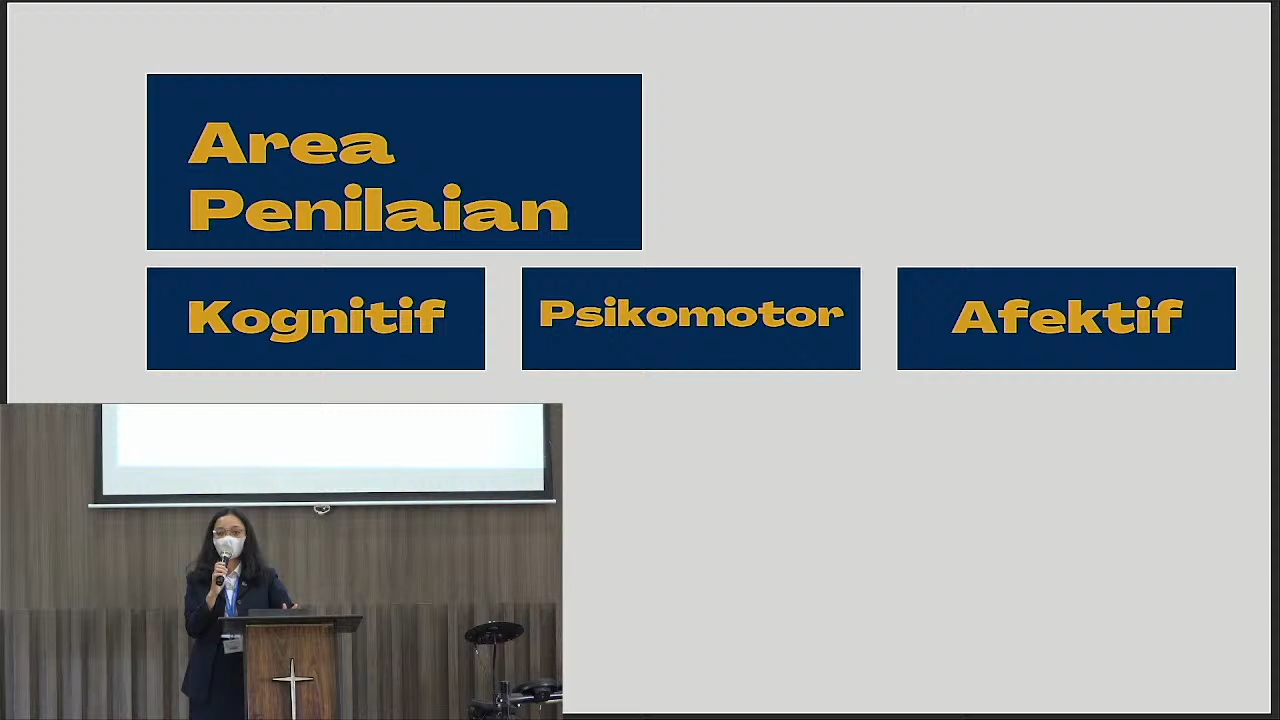 Area
Penilaian
Kognitif
Psikomotor
Afektif